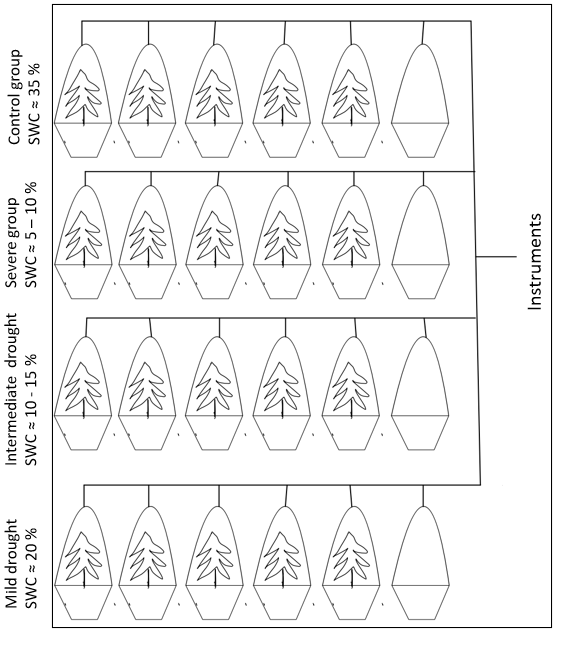 Control group
SWC ≈ 35 %
Severe group
SWC ≈ 5 – 10 %
Intermediate drought
SWC ≈ 10 - 15 %
Mild drought
SWC ≈ 20 %
Instruments